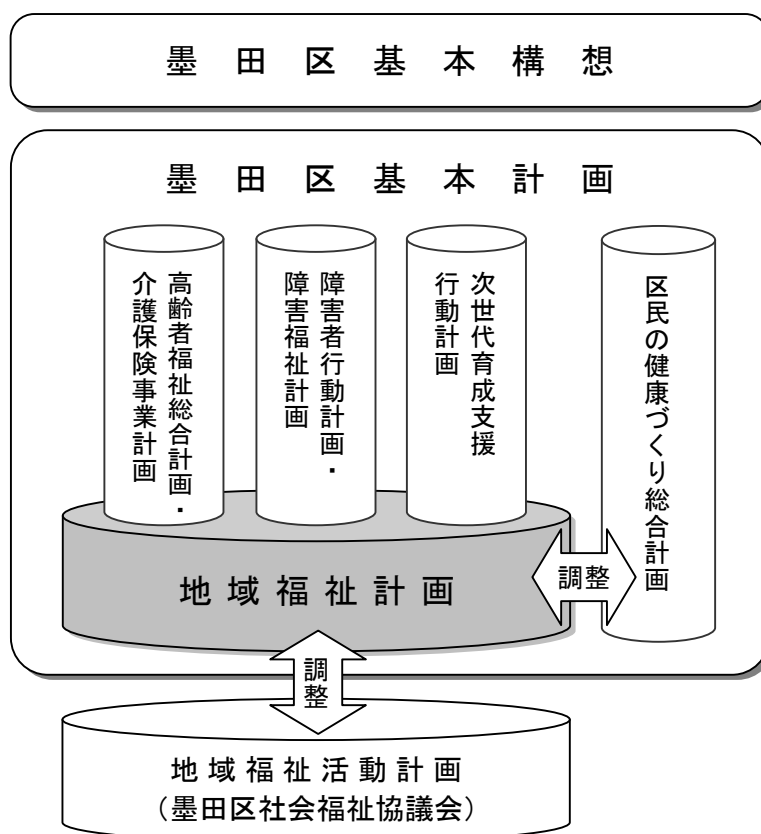 墨田区基本構想
墨田区基本計画
高齢者福祉総合計画・
介護保険事業計画
障害者行動計画・
障害福祉計画
次世代育成支援
行動計画
区民の健康づくり総合計画
地域福祉計画
調整
調整
地域福祉活動計画
（墨田区社会福祉協議会）